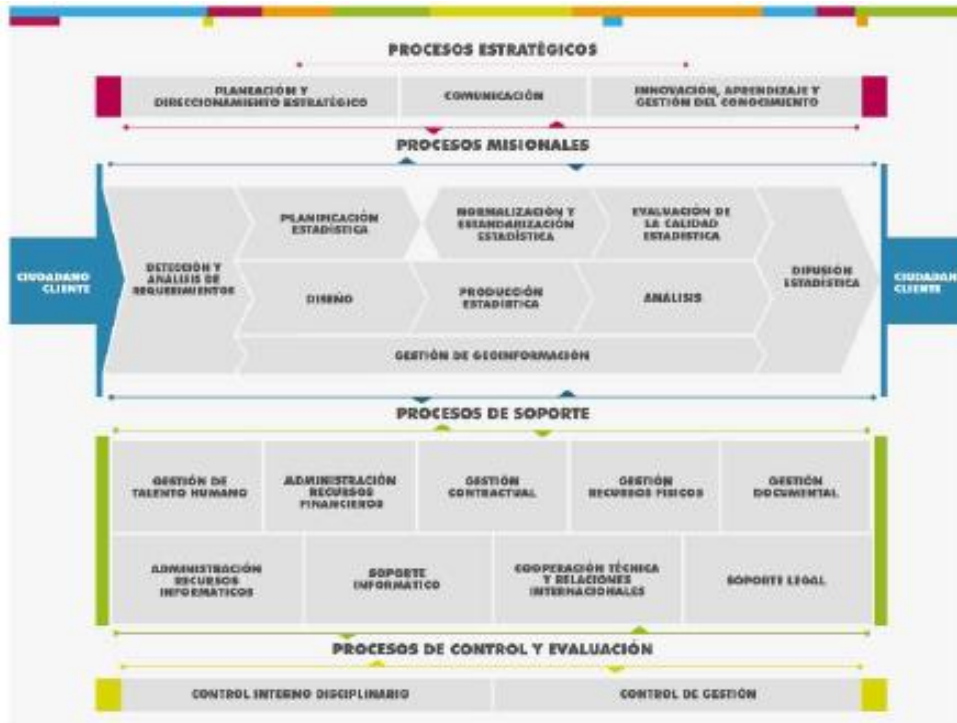 PROCESOS ESTRATÉGICOS
PLANEACIÓN Y
DIRECCIONAMIENTO ESTRATÉGICO
COMUNICACIÓN
INNOVACIÓN, APRENDIZAJE Y
GESTIÓN DEL CONOCIMIENTO
PROCESOS MISIONALES
CIUDADANO
CLIENTE
DETECCIÓN Y
ANÁLISIS DE
REQUERIMIENTOS
PLANIFICACIÓN
ESTADÍSTICA
NORMALIZACIÓN Y
ESTANDARIZACIÓN
ESTADÍSTICA
EVALUACIÓN DE
LA CALIDAD
ESTADISTICA
DISEÑO
PRODUCCIÓN
ESTADÍSTICA
ANÁLISIS
GESTIÓN DE GEOINFORMACIÓN
DIFUSIÓN
ESTADÍSTICA
CIUDADAN
CLIENTE
PROCESOS DE SOPORTE
GESTIÓN DE
TALENTO HUMANO
ADMINISTRACIÓN
RECURSOS
FINANCIEROS
GESTIÓN
CONTRACTUAL
GESTIÓN
RECURSOS FÍSICOS
GESTIÓN
DOCUMENTAL
ADMINISTRACIÓN
RECURSOS
INFORMÁTICOS
SOPORTE
INFORMÁTICO
COOPERACIÓN TÉCNICA
Y RELACIONES
INTERNACIONALES
SOPORTE LEGAL
PROCESOS DE CONTROL Y EVALUACIÓN
CONTROL INTERNO DISCIPLINARIO
CONTROL DE GESTIÓN